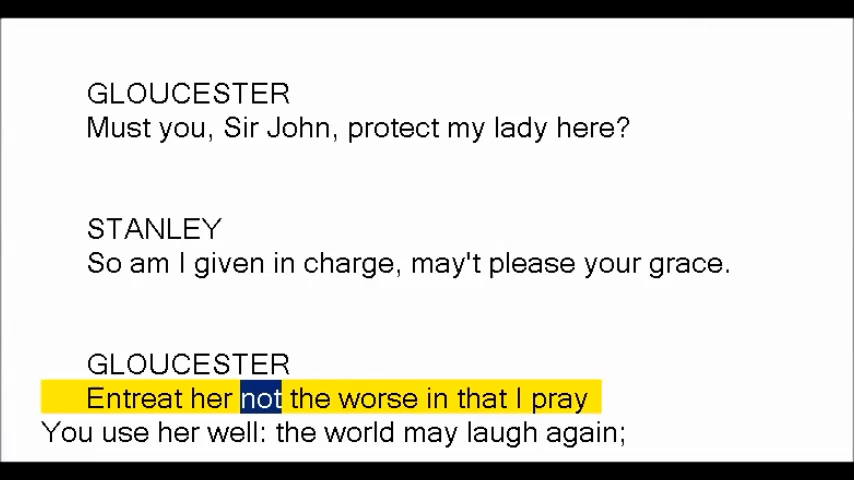 GLOUCESTER
Must you, Sir John, protect my lady here?
STANLEY
So am I given in charge, may't please your grace.
GLOUCESTER
Entreat her not the worse in that I pray
You use her well: the world may laugh again;